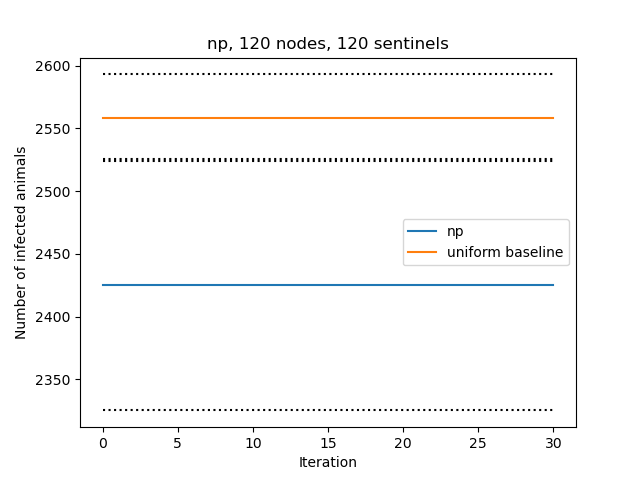 np, 120 nodes, 120 sentinels
2600
2550
2500
2450
2400
2350
Number of infected animals
np
uniform baseline
0 5 10 15 20 25 30
Iteration